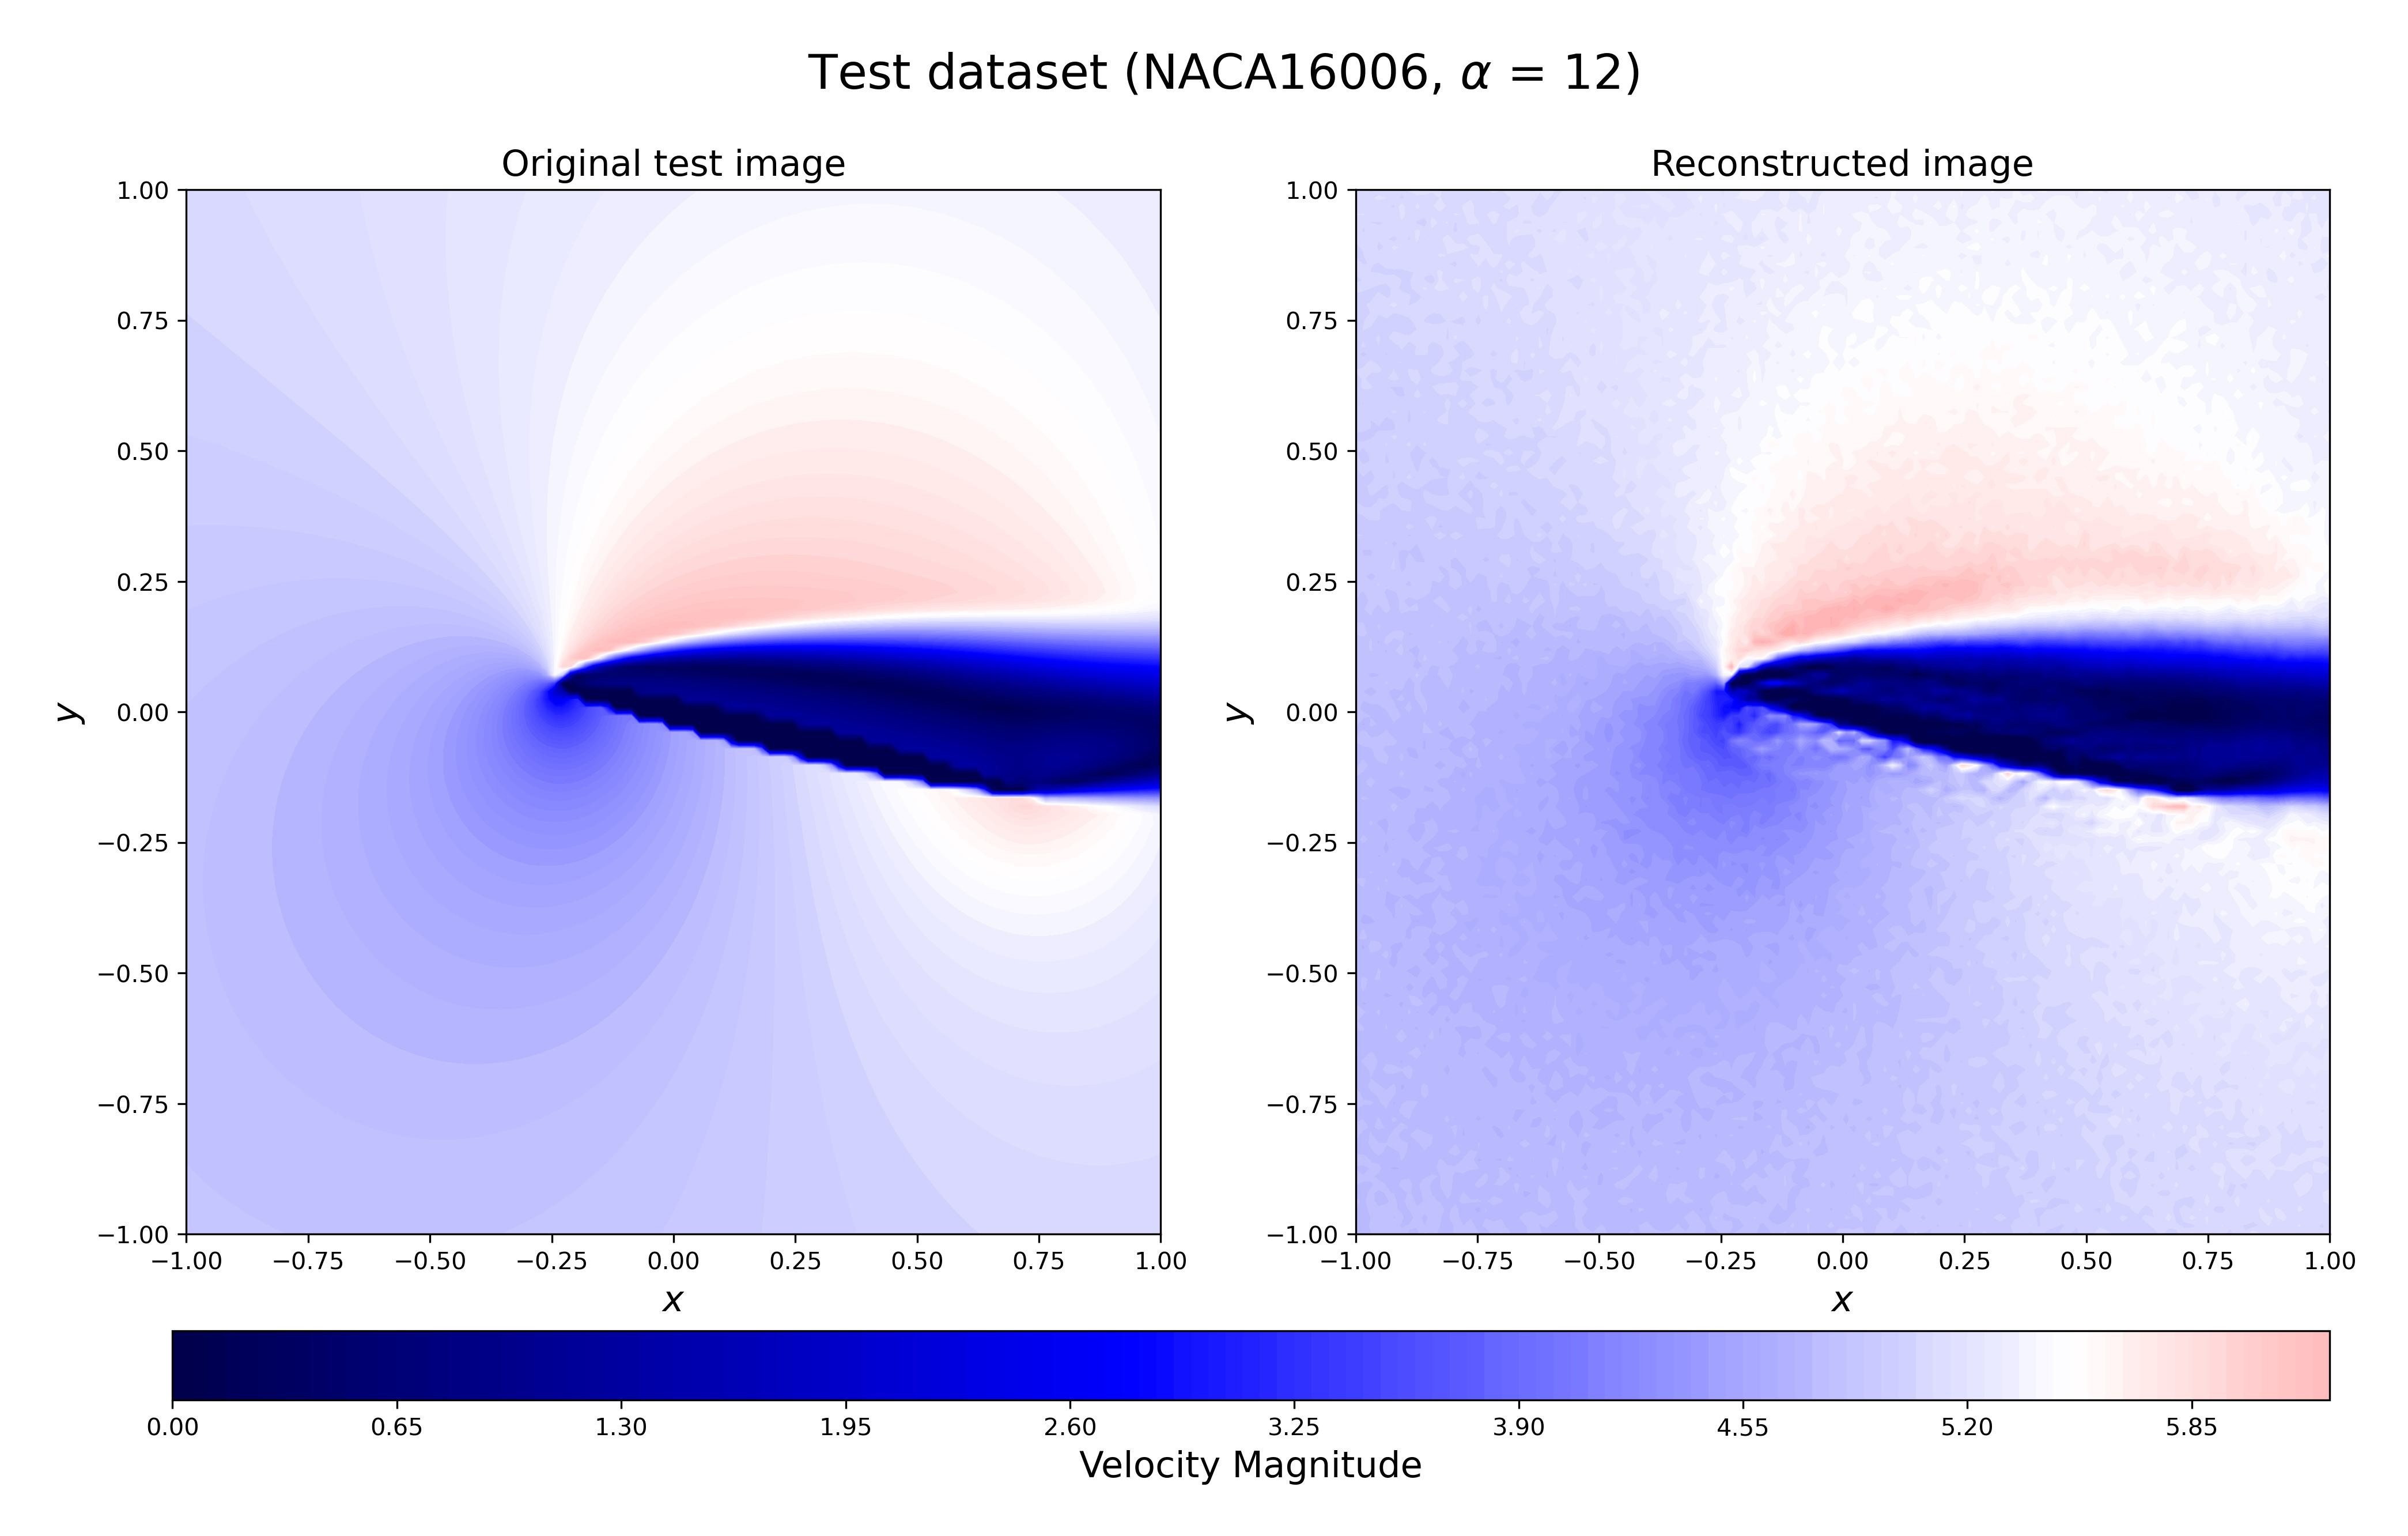 Test dataset (NACA16006, α = 12)
Original test image
1.00
0.75
0.50
0.25
0.00
−0.25
−0.50
−0.75
−1.00
y
−1.00 −0.75 −0.50 −0.25 0.00 0.25 0.50 0.75 1.00
x
Reconstructed image
1.00
0.75
0.50
0.25
0.00
−0.25
−0.50
−0.75
−1.00
y
−1.00 −0.75 −0.50 −0.25 0.00 0.25 0.50 0.75 1.00
x
0.00 0.65 1.30 1.95 2.60 3.25 3.90 4.55 5.20 5.85
Velocity Magnitude